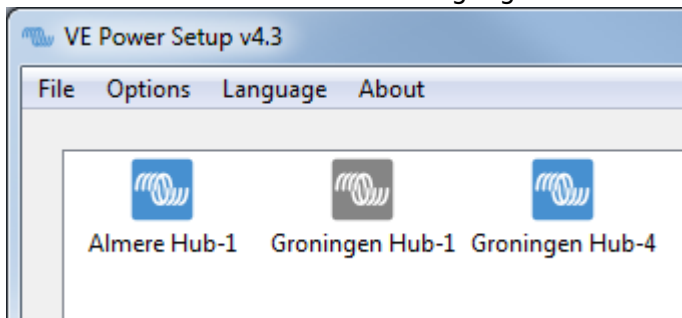 VE Power Setup v4.3
File Options Language About
Almere Hub-1 Groningen Hub-1 Groningen Hub-4